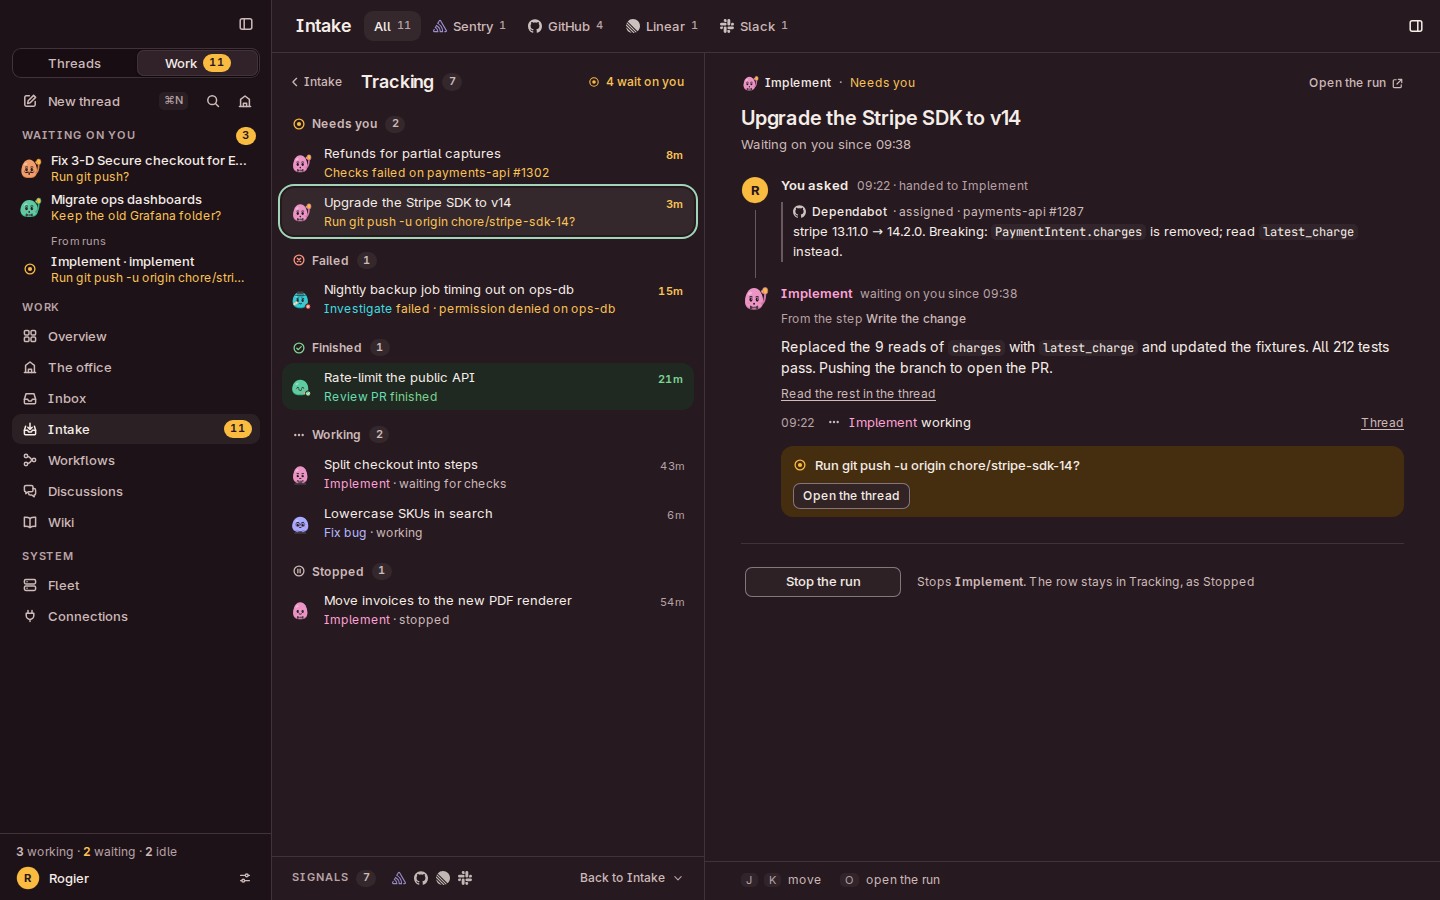 Threads
Work 11
New thread ⌘N
WAITING ON YOU 3
Fix 3-D Secure checkout for E...
Run git push?
Migrate ops dashboards
Keep the old Grafana folder?
From runs
Implement · implement
Run git push -u origin chore/stri...
WORK
Overview
The office
Inbox
Intake 11
Workflows
Discussions
Wiki
SYSTEM
Fleet
Connections
3 working · 2 waiting · 2 idle
R Rogier
Intake
All 11
Sentry 1
GitHub 4
Linear 1
Slack 1
Intake
Tracking 7
4 wait on you
Needs you 2
Refunds for partial captures 8m
Checks failed on payments-api #1302
Upgrade the Stripe SDK to v14 3m
Run git push -u origin chore/stripe-sdk-14?
Failed 1
Nightly backup job timing out on ops-db 15m
Investigate failed · permission denied on ops-db
Finished 1
Rate-limit the public API 21m
Review PR finished
Working 2
Split checkout into steps 43m
Implement · waiting for checks
Lowercase SKUs in search 6m
Fix bug · working
Stopped 1
Move invoices to the new PDF renderer 54m
Implement · stopped
SIGNALS 7
Back to Intake
Implement · Needs you
Open the run
Upgrade the Stripe SDK to v14
Waiting on you since 09:38
R You asked 09:22 · handed to Implement
Dependabot · assigned · payments-api #1287
stripe 13.11.0 → 14.2.0. Breaking: PaymentIntent.charges is removed; read latest_charge
instead.
Implement waiting on you since 09:38
From the step Write the change
Replaced the 9 reads of charges with latest_charge and updated the fixtures. All 212 tests
pass. Pushing the branch to open the PR.
Read the rest in the thread
09:22 ··· Implement working Thread
Run git push -u origin chore/stripe-sdk-14?
Open the thread
Stop the run
Stops Implement. The row stays in Tracking, as Stopped
J K move O open the run